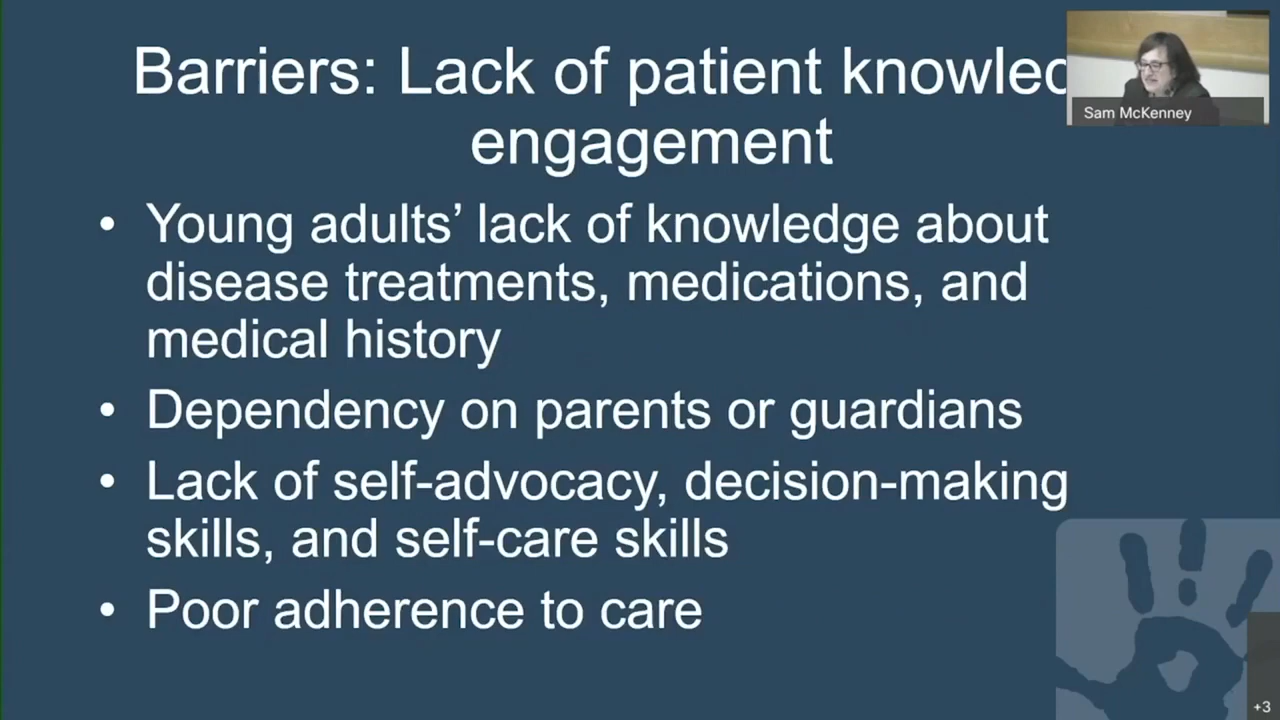 Barriers: Lack of patient
engagement
Sam McKenney
• Young adults’ lack of knowledge about
disease treatments, medications, and
medical history
• Dependency on parents or guardians
• Lack of self-advocacy, decision-making
skills, and self-care skills
• Poor adherence to care
+3